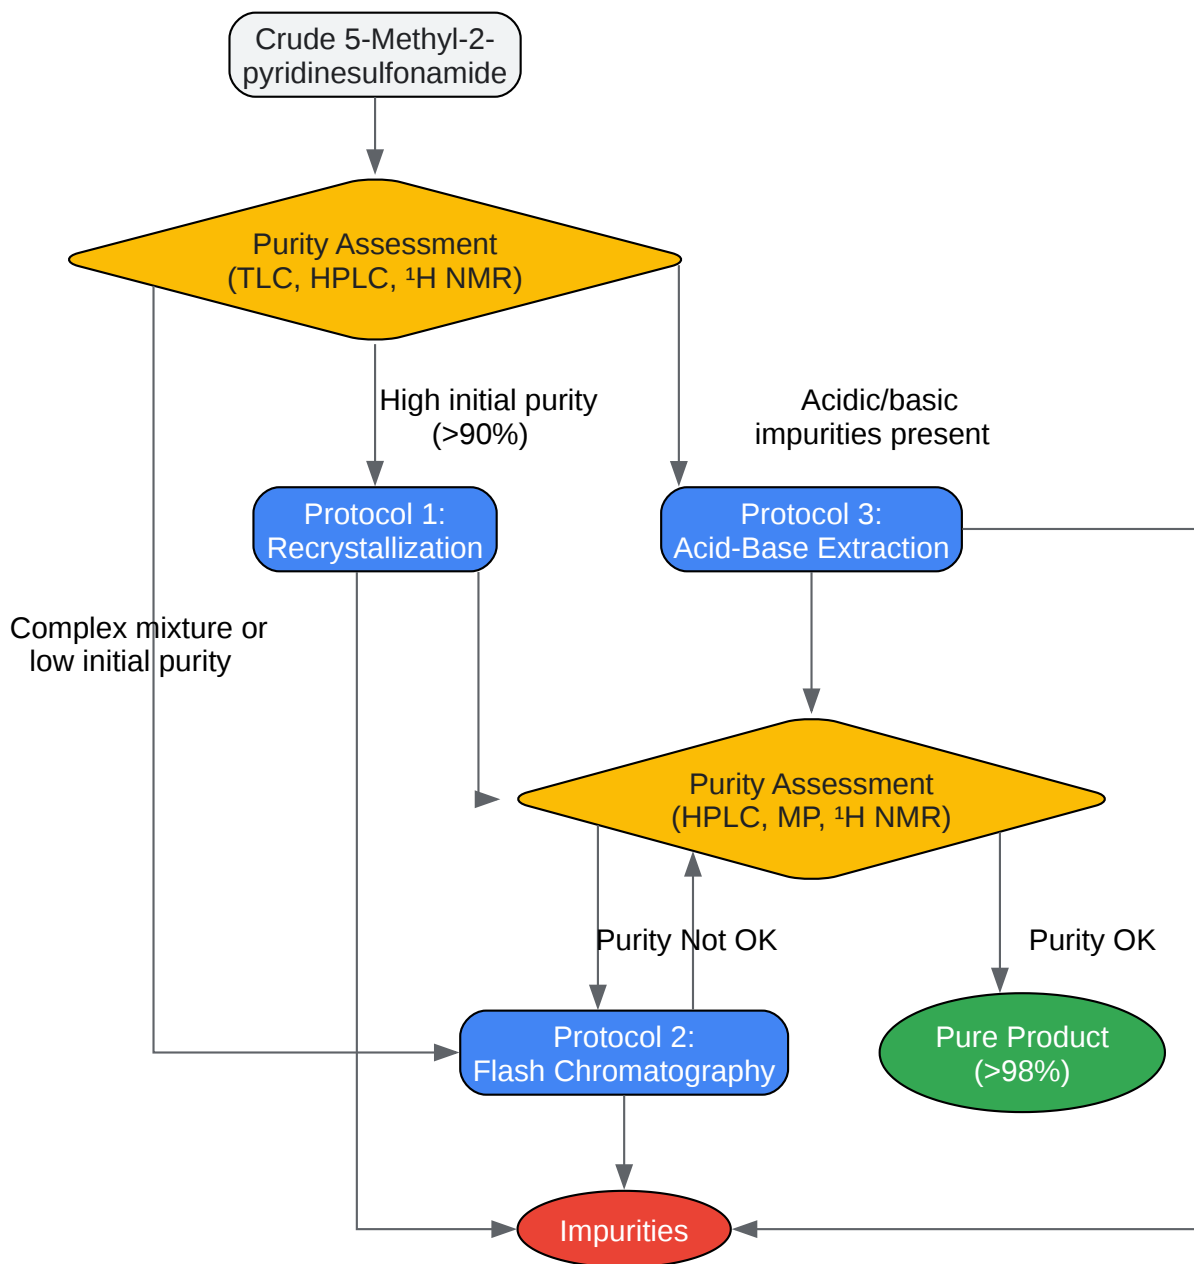 Crude 5-Methyl-2-
pyridinesulfonamide
Purity Assessment
(TLC, HPLC, ¹H NMR)
High initial purity
(>90%)
Acidic/basic
impurities present
Protocol 1:
Recrystallization
Protocol 3:
Acid-Base Extraction
Complex mixture or
low initial purity
Purity Assessment
(HPLC, MP, ¹H NMR)
Purity Not OK
Purity OK
Protocol 2:
Flash Chromatography
Pure Product
(>98%)
Impurities